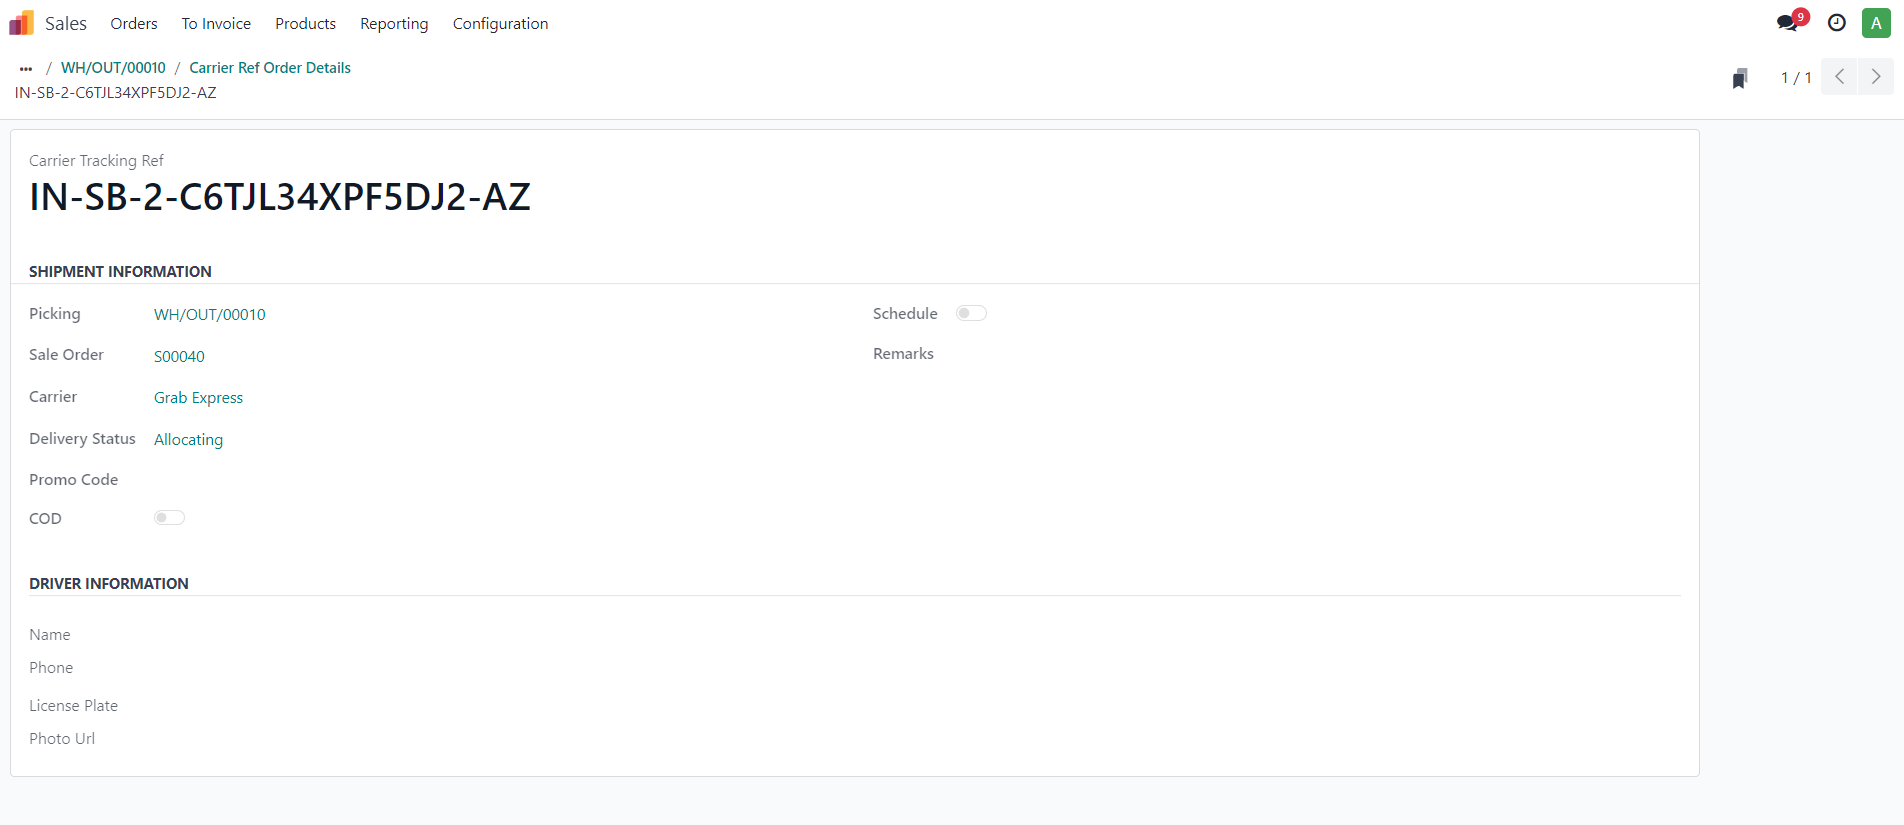 Sales Orders To Invoice Products Reporting Configuration 9 A
... / WH/OUT/00010 / Carrier Ref Order Details
IN-SB-2-C6TJL34XPF5DJ2-AZ
1 / 1
Carrier Tracking Ref
IN-SB-2-C6TJL34XPF5DJ2-AZ
SHIPMENT INFORMATION
Picking WH/OUT/00010
Sale Order S00040
Carrier Grab Express
Delivery Status Allocating
Promo Code
COD
Schedule
Remarks
DRIVER INFORMATION
Name
Phone
License Plate
Photo Url